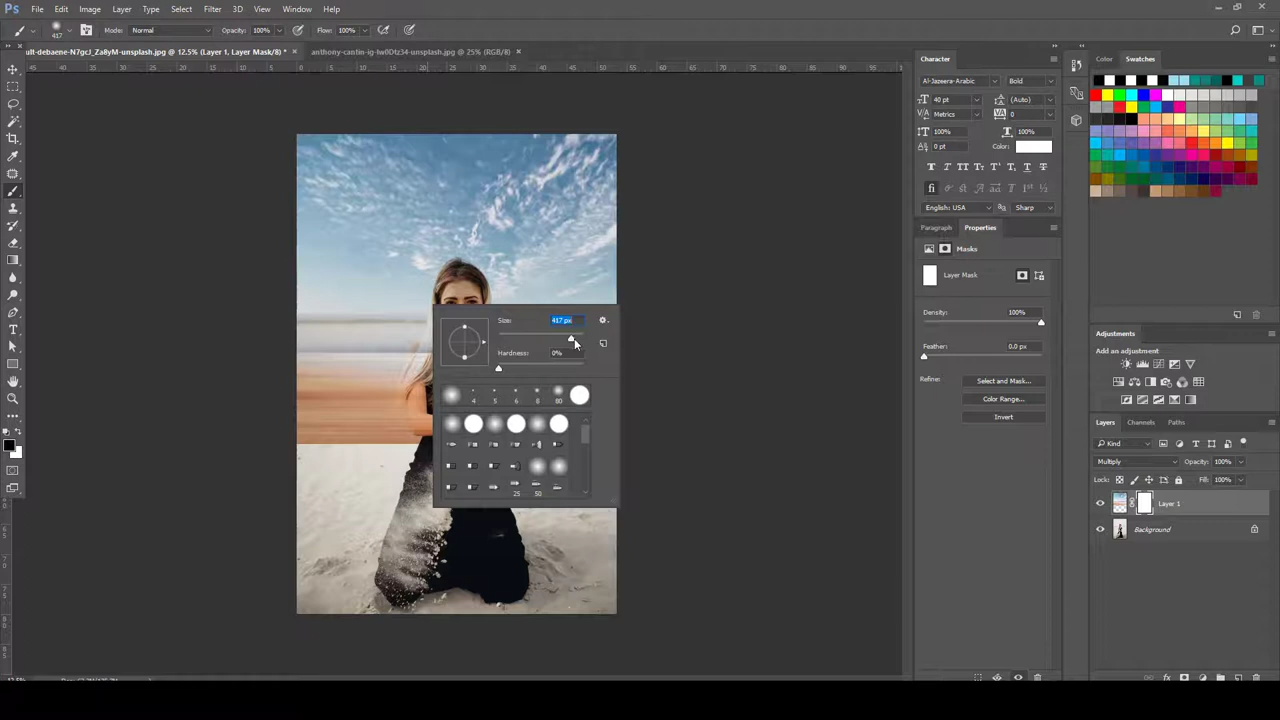 Ps File Edit Image Layer Type Select Filter 3D View Window Help
417 Mode: Normal Opacity: 100% Flow: 100%
ult-debaene-N7gcJ_Za8yM-unsplash.jpg @ 12.5% (Layer 1, Layer Mask/8) * ×
anthony-cantin-ig-tw0Dtz34-unsplash.jpg @ 25% (RGB/8) ×
Size: 417 px
Hardness: 0%
4 5 6 8 80
25 50
Character
Al-Jazeera-Arabic Bold
40 pt (Auto)
Metrics 0
100% 100%
0 pt Color:
English: USA Sharp
Paragraph Properties
Masks
Layer Mask
Density: 100%
Feather: 0.0 px
Refine: Select and Mask...
Color Range...
Invert
Color Swatches
Adjustments
Add an adjustment
Layers Channels Paths
Kind
Multiply Opacity: 100%
Lock: Fill: 100%
Layer 1
Background